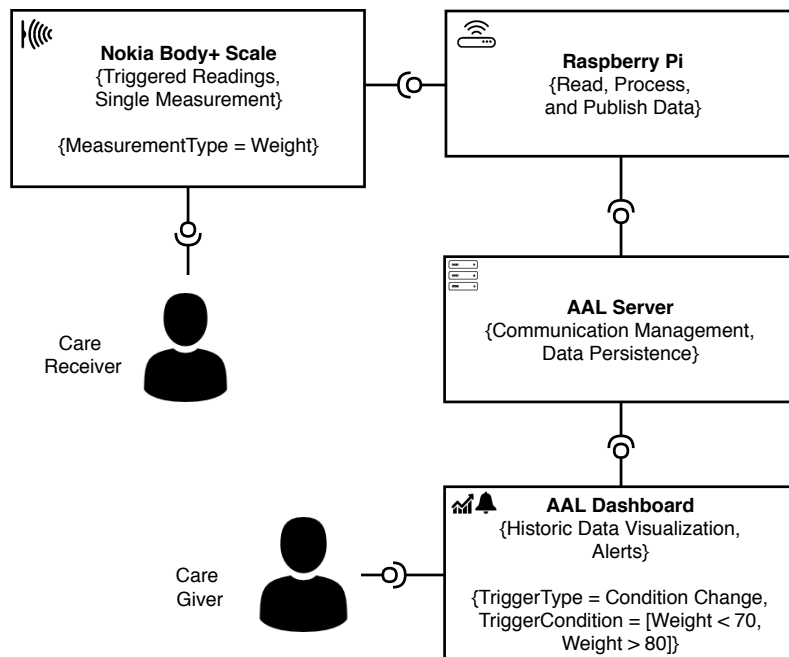 Nokia Body+ Scale
{Triggered Readings,
Single Measurement}
{MeasurementType = Weight}
Raspberry Pi
{Read, Process,
and Publish Data}
AAL Server
{Communication Management,
Data Persistence}
Care
Receiver
AAL Dashboard
{Historic Data Visualization,
Alerts}
{TriggerType = Condition Change,
TriggerCondition = [Weight < 70,
Weight > 80]}
Care
Giver